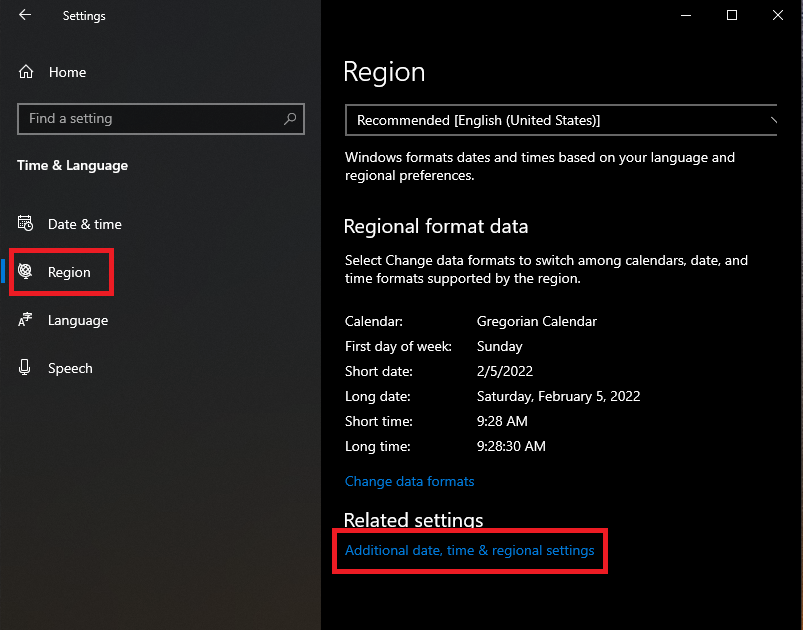 Settings
Home
Find a setting
Time & Language
Date & time
Region
Language
Speech
Region
Recommended [English (United States)]
Windows formats dates and times based on your language and
regional preferences.
Regional format data
Select Change data formats to switch among calendars, date, and
time formats supported by the region.
Calendar: Gregorian Calendar
First day of week: Sunday
Short date: 2/5/2022
Long date: Saturday, February 5, 2022
Short time: 9:28 AM
Long time: 9:28:30 AM
Change data formats
Related settings
Additional date, time & regional settings